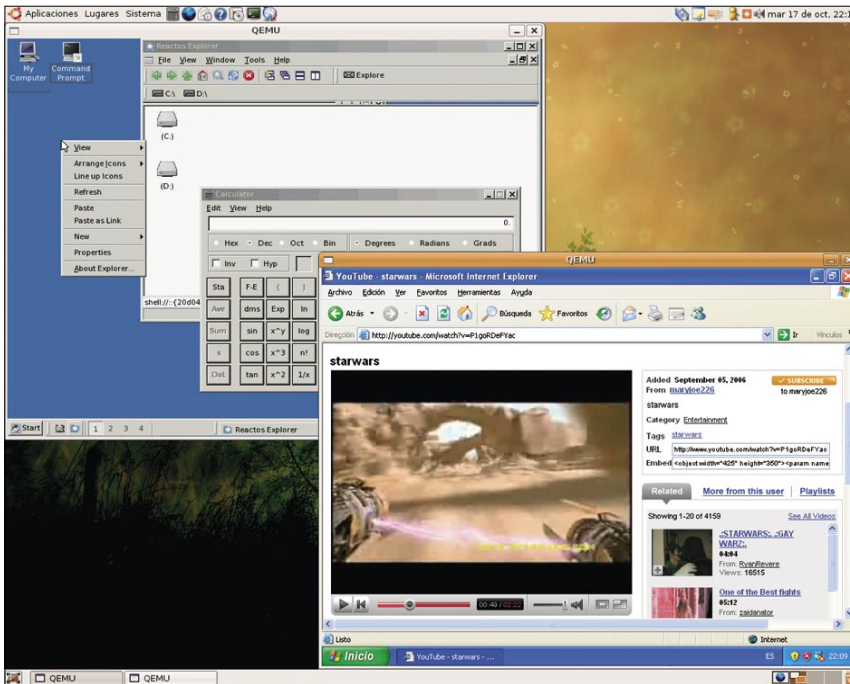 Aplicaciones Lugares Sistema
mar 17 de oct, 22:1
QEMU
My Computer
Command Prompt
Reactos Explorer
File View Window Tools Help
Explore
C:\ D:\
(C:)
(D:)
View
Arrange Icons
Line up Icons
Refresh
Paste
Paste as Link
New
Properties
About Explorer...
shell://::{20d04
Calculator
Edit View Help
0.
Hex Dec Oct Bin Degrees Radians Grads
Inv Hyp
Sta F-E ( )
Ave dms Exp ln
Sum sin x^y log
s cos x^3 n!
Dat tan x^2 1/x
Start 1 2 3 4 Reactos Explorer
QEMU
YouTube - starwars - Microsoft Internet Explorer
Archivo Edición Ver Favoritos Herramientas Ayuda
Atrás Búsqueda Favoritos
Dirección http://youtube.com/watch?v=P1goRDeFYac Ir Vínculos
starwars
Added September 05, 2006
From maryjoe226
SUBSCRIBE
to maryjoe226
starwars
Category Entertainment
Tags starwars
URL http://www.youtube.com/watch?v=P1goRDeFYac
Embed <object width="425" height="350"><param name
Related More from this user Playlists
Showing 1-20 of 4159 See All Videos
.:STARWARS:. .:GAY
WARZ:.
04:04
From: RyanRevere
Views: 16515
One of the Best fights
05:12
From: zaidanator
00:49 / 02:22
Listo Internet
Inicio YouTube - starwars - ... ES 22:09
QEMU QEMU